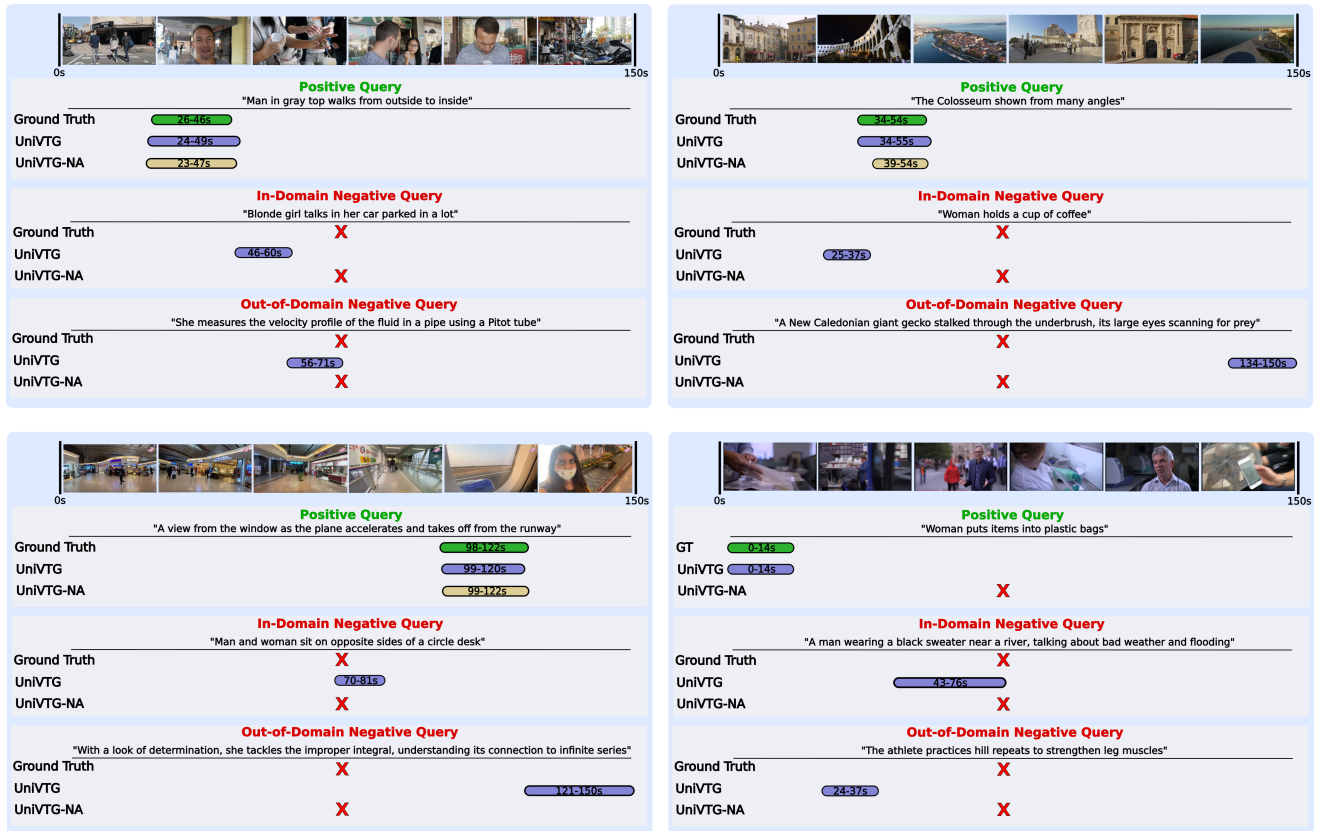 0s 150s
Positive Query
"Man in gray top walks from outside to inside"
Ground Truth 26-46s
UniVTG 24-49s
UniVTG-NA 23-47s
In-Domain Negative Query
"Blonde girl talks in her car parked in a lot"
Ground Truth X
UniVTG 46-60s
UniVTG-NA X
Out-of-Domain Negative Query
"She measures the velocity profile of the fluid in a pipe using a Pitot tube"
Ground Truth X
UniVTG 56-71s
UniVTG-NA X
0s 150s
Positive Query
"The Colosseum shown from many angles"
Ground Truth 34-54s
UniVTG 34-55s
UniVTG-NA 39-54s
In-Domain Negative Query
"Woman holds a cup of coffee"
Ground Truth X
UniVTG 25-37s
UniVTG-NA X
Out-of-Domain Negative Query
"A New Caledonian giant gecko stalked through the underbrush, its large eyes scanning for prey"
Ground Truth X
UniVTG 134-150s
UniVTG-NA X
0s 150s
Positive Query
"A view from the window as the plane accelerates and takes off from the runway"
Ground Truth 98-122s
UniVTG 99-120s
UniVTG-NA 99-122s
In-Domain Negative Query
"Man and woman sit on opposite sides of a circle desk"
Ground Truth X
UniVTG 70-81s
UniVTG-NA X
Out-of-Domain Negative Query
"With a look of determination, she tackles the improper integral, understanding its connection to infinite series"
Ground Truth X
UniVTG 121-150s
UniVTG-NA X
0s 150s
Positive Query
"Woman puts items into plastic bags"
GT 0-14s
UniVTG 0-14s
UniVTG-NA X
In-Domain Negative Query
"A man wearing a black sweater near a river, talking about bad weather and flooding"
Ground Truth X
UniVTG 43-76s
UniVTG-NA X
Out-of-Domain Negative Query
"The athlete practices hill repeats to strengthen leg muscles"
Ground Truth X
UniVTG 24-37s
UniVTG-NA X